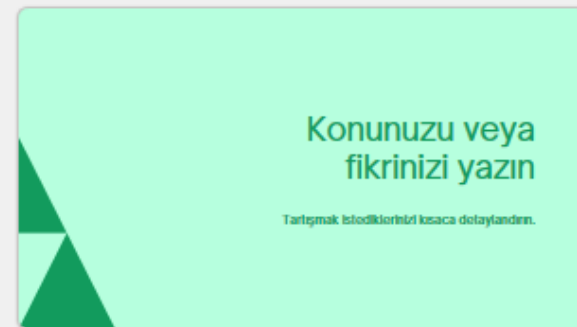 Konunuzu veya
fikrinizi yazın
Tartışmak istediklerinizi kısaca detaylandırın.